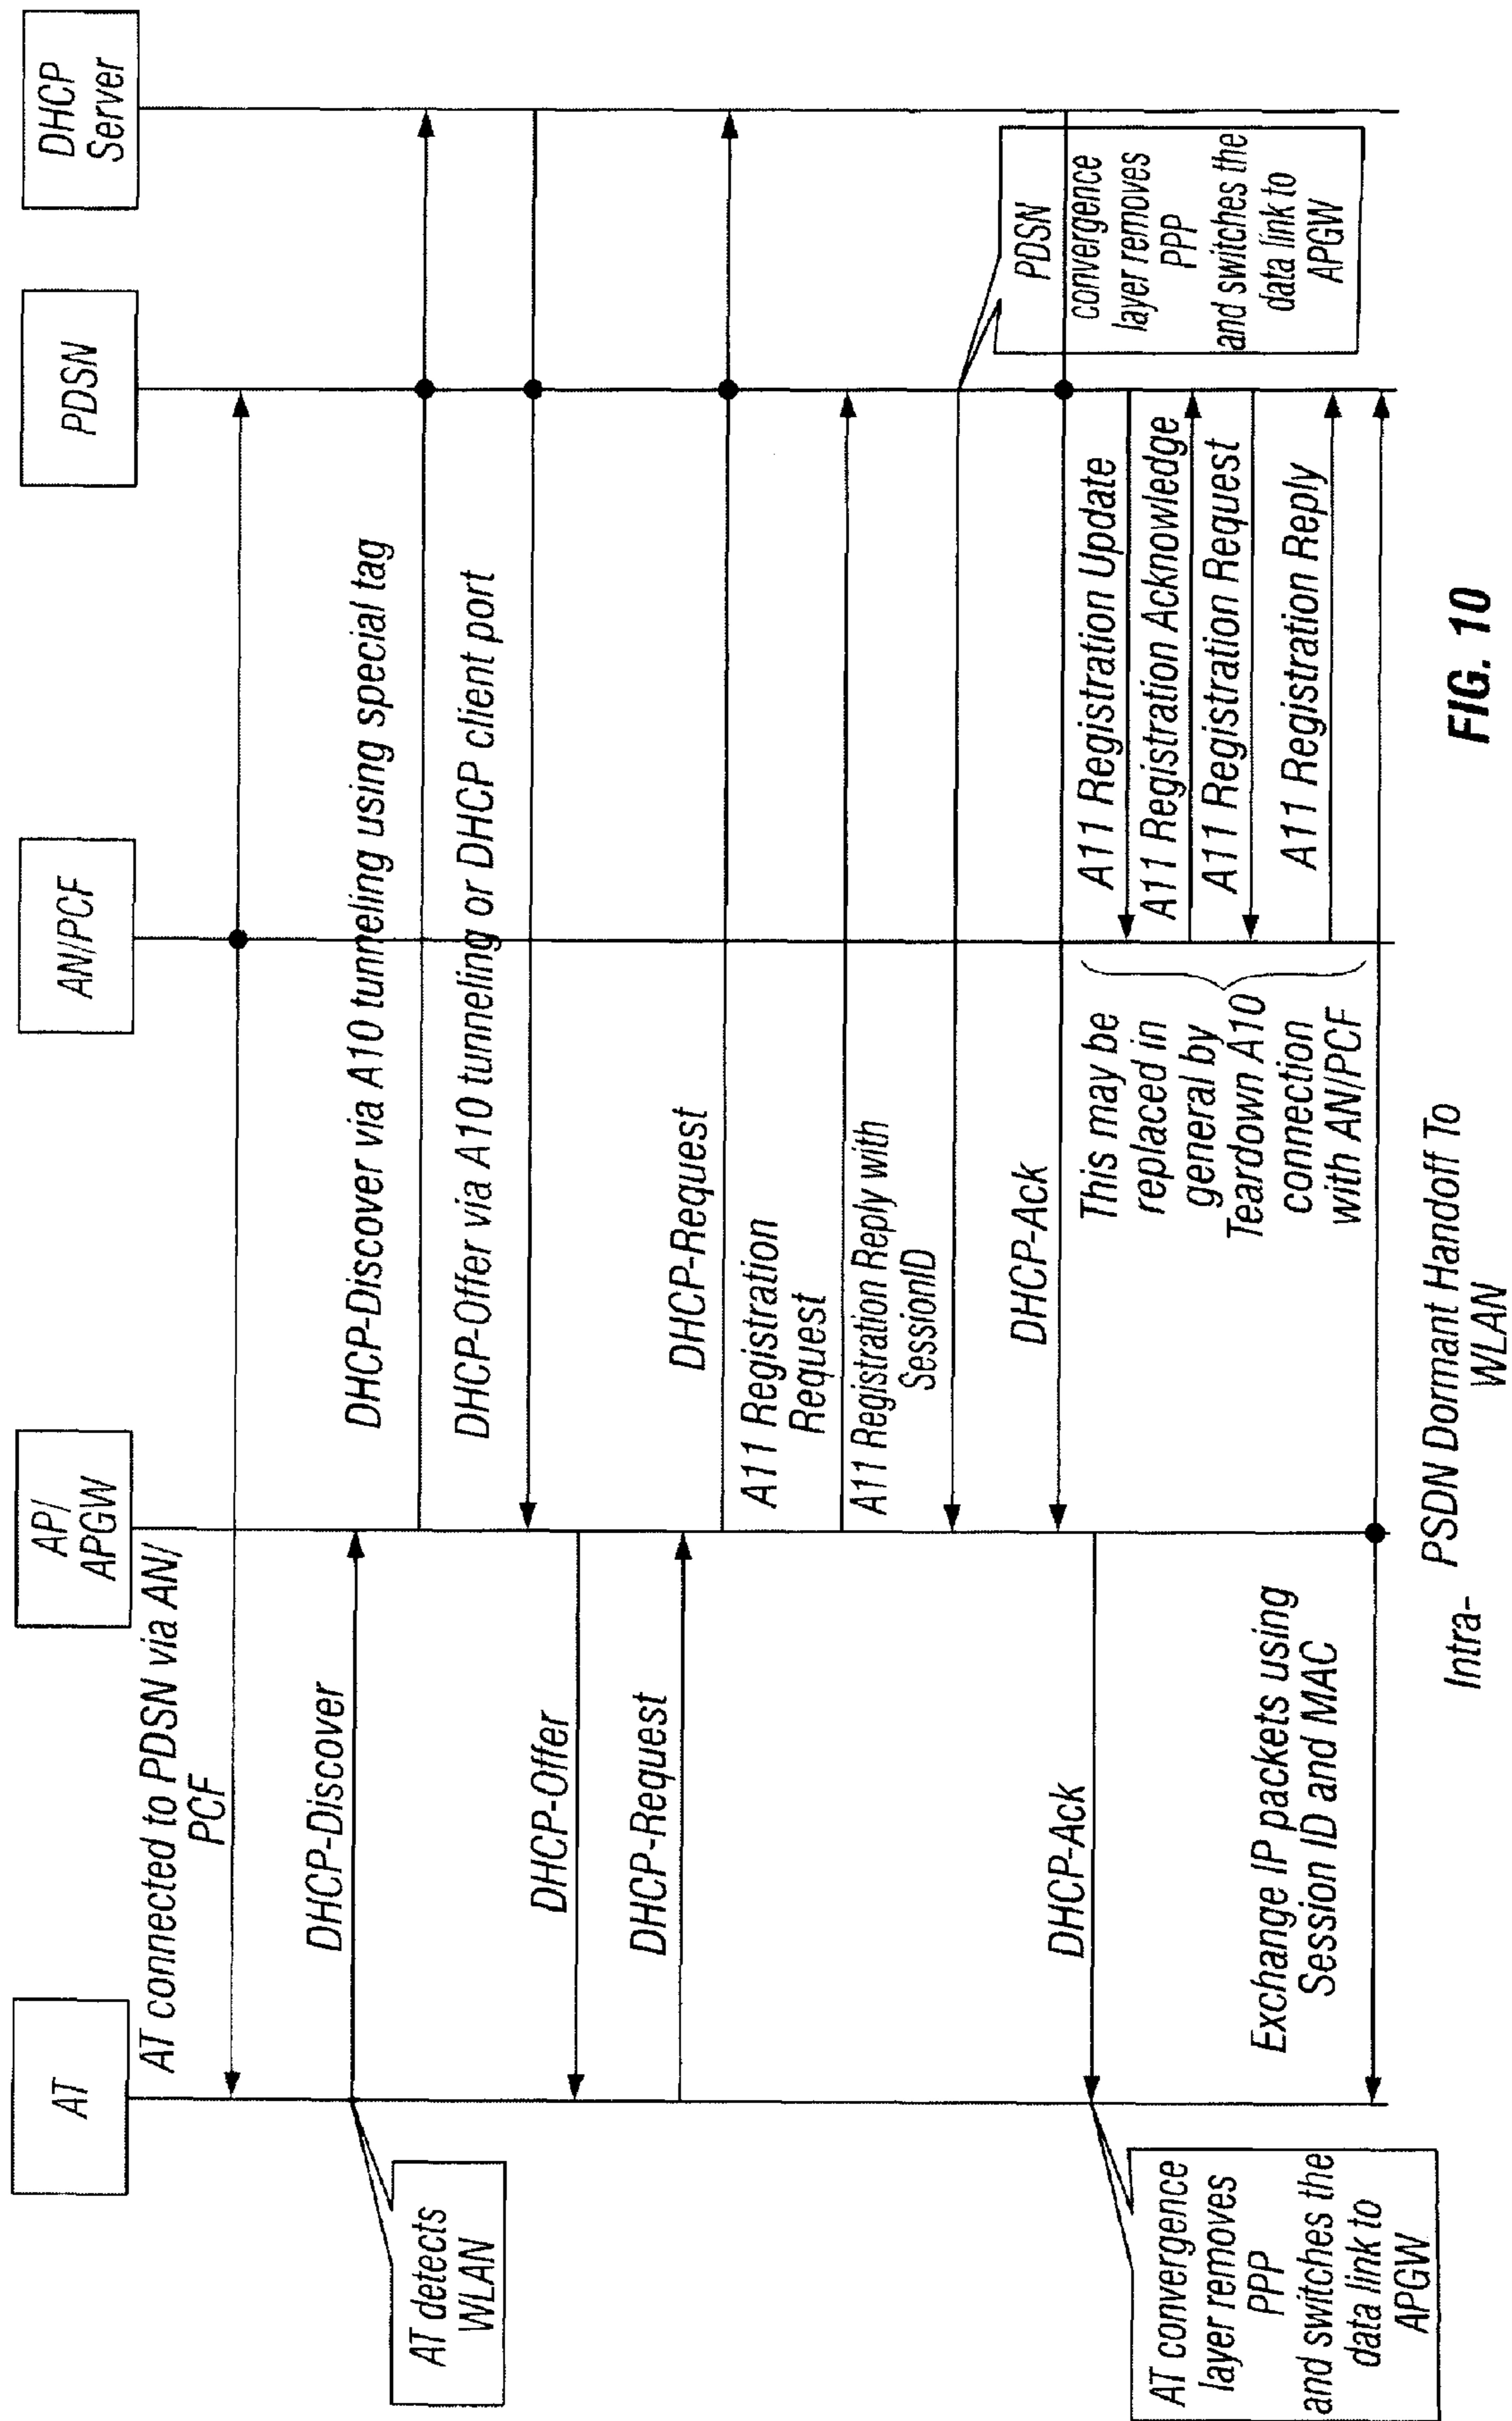 AT
AP/
APGW
AN/PCF
PDSN
DHCP
Server
AT connected to PDSN via AN/
PCF
AT detects
WLAN
DHCP-Discover
DHCP-Discover via A10 tunneling using special tag
DHCP-Offer via A10 tunneling or DHCP client port
DHCP-Offer
DHCP-Request
DHCP-Request
A11 Registration
Request
A11 Registration Reply with
SessionID
PDSN
convergence
layer removes
PPP
and switches the
data link to
APGW
DHCP-Ack
DHCP-Ack
AT convergence
layer removes
PPP
and switches the
data link to
APGW
A11 Registration Update
A11 Registration Acknowledge
A11 Registration Request
A11 Registration Reply
This may be
replaced in
general by
Teardown A10
connection
with AN/PCF
Exchange IP packets using
Session ID and MAC
Intra- PSDN Dormant Handoff To
WLAN
FIG. 10